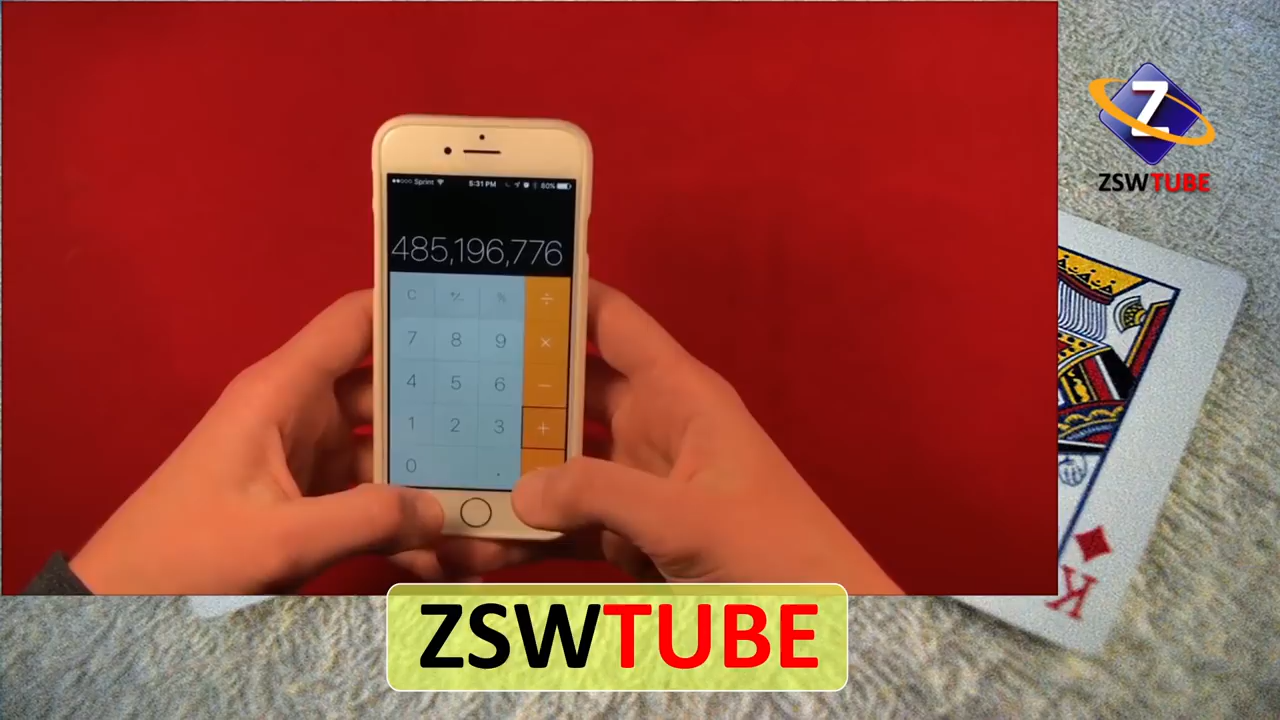 ●●○○○ Sprint 5:31 PM 80%
485,196,776
C +/- % ÷
7 8 9 ×
4 5 6 −
1 2 3 +
0 .
Z
ZSWTUBE
K
ZSWTUBE